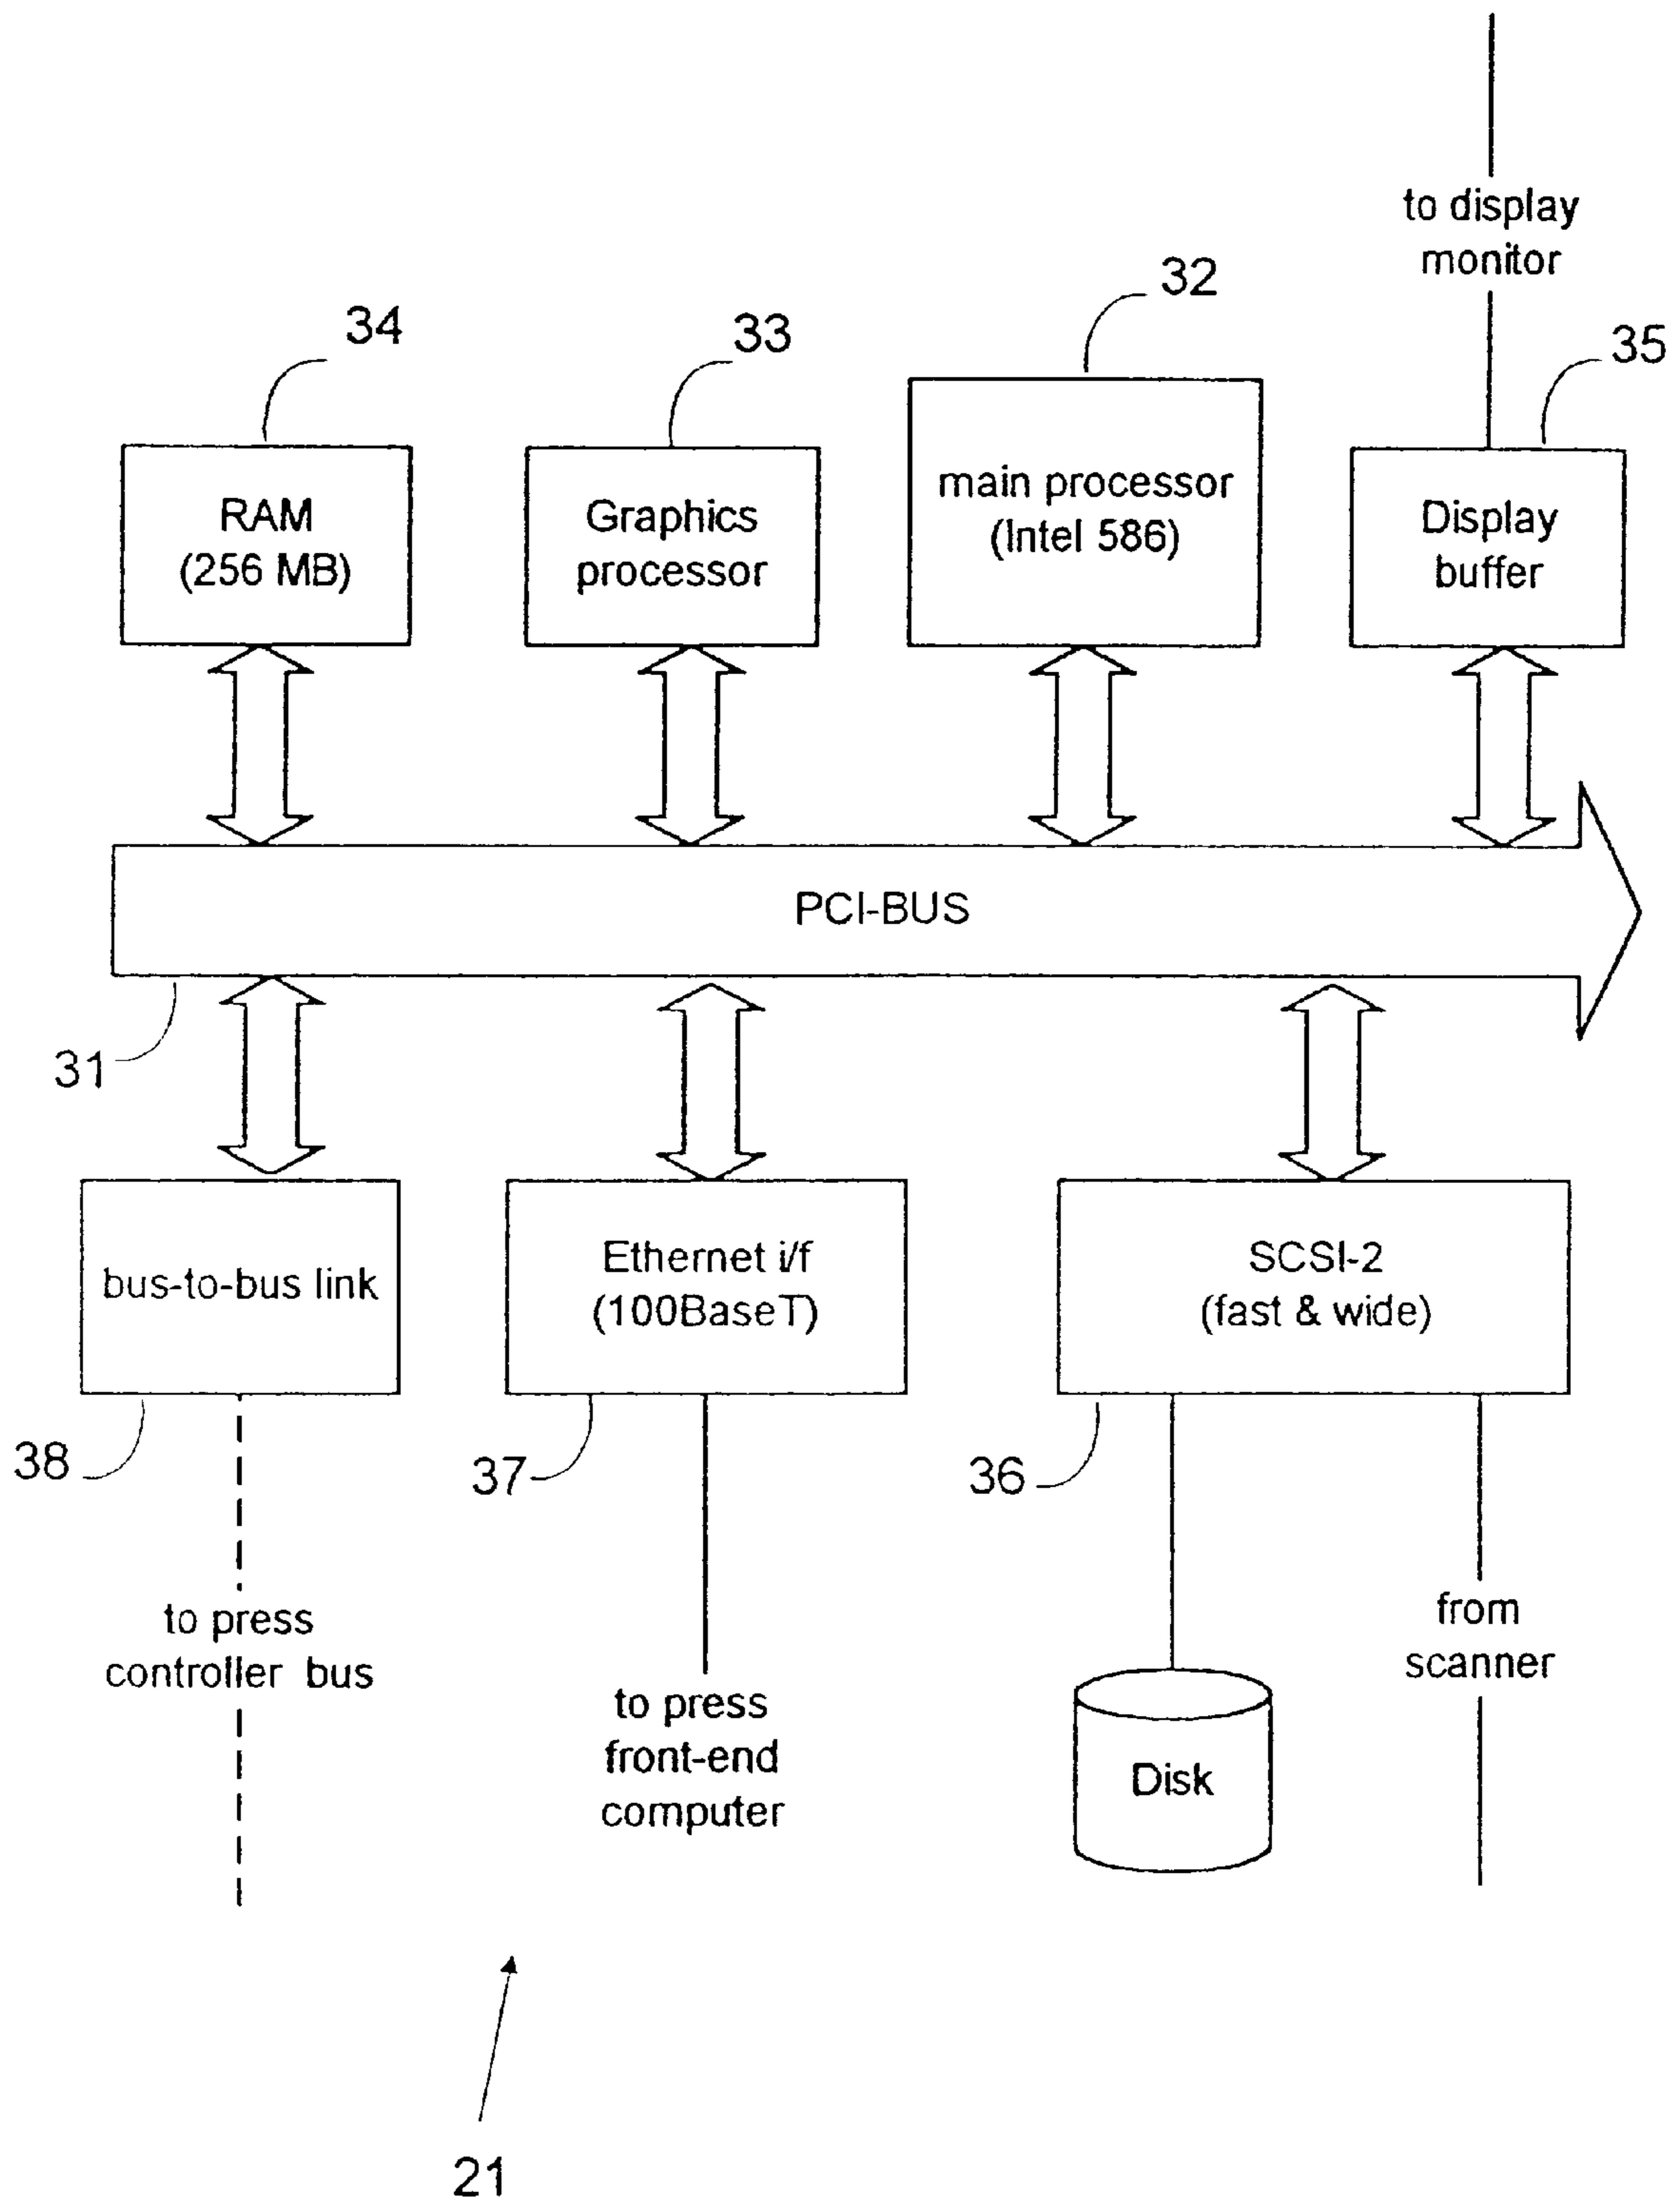 to display
monitor
32
34
33
35
RAM
(256 MB)
Graphics
processor
main processor
(Intel 586)
Display
buffer
PCI-BUS
31
bus-to-bus link
Ethernet i/f
(100BaseT)
SCSI-2
(fast & wide)
38
37
36
to press
controller bus
to press
front-end
computer
Disk
from
scanner
21